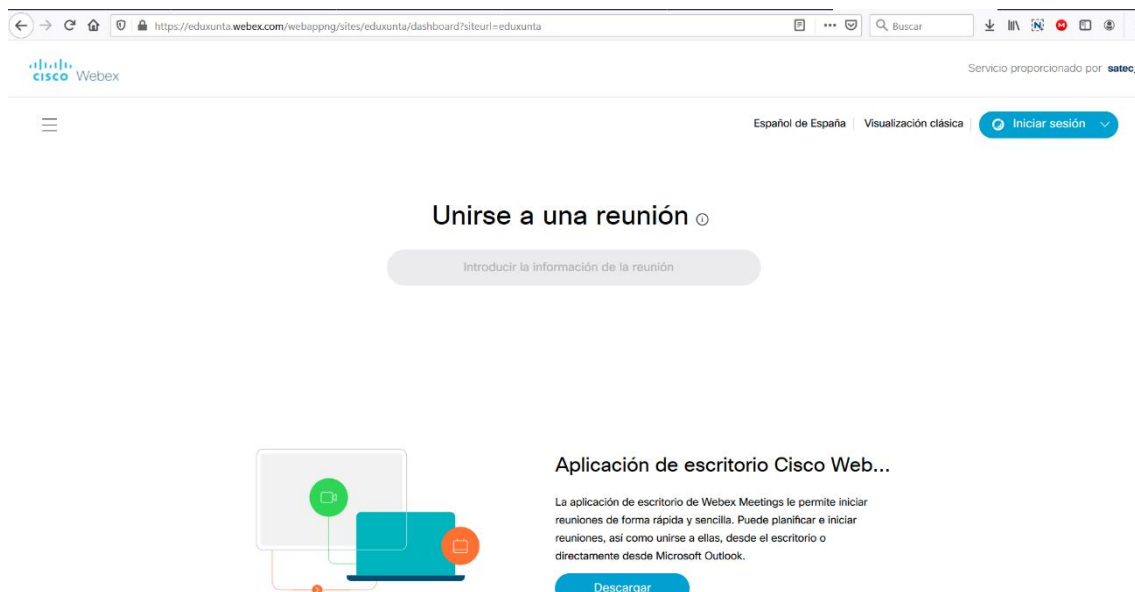 https://eduxunta.webex.com/webappng/sites/eduxunta/dashboard?siteurl=eduxunta
Buscar
CISCO Webex
Servicio proporcionado por satec
Español de España Visualización clásica Iniciar sesión
Unirse a una reunión
Introducir la información de la reunión
Aplicación de escritorio Cisco Web...
La aplicación de escritorio de Webex Meetings le permite iniciar
reuniones de forma rápida y sencilla. Puede planificar e iniciar
reuniones, así como unirse a ellas, desde el escritorio o
directamente desde Microsoft Outlook.
Descargar